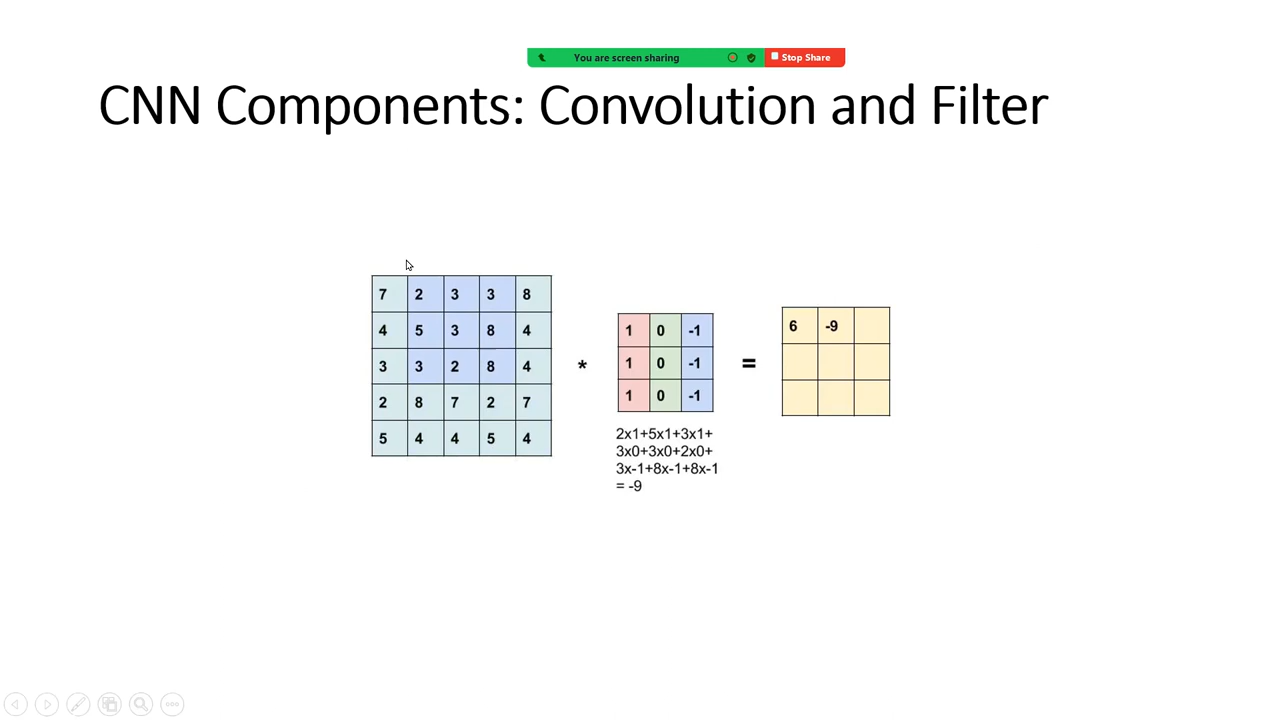 You are screen sharing Stop Share
CNN Components: Convolution and Filter
7 2 3 3 8
4 5 3 8 4
3 3 2 8 4
2 8 7 2 7
5 4 4 5 4
*
1 0 -1
1 0 -1
1 0 -1
=
6 -9
2x1+5x1+3x1+
3x0+3x0+2x0+
3x-1+8x-1+8x-1
= -9